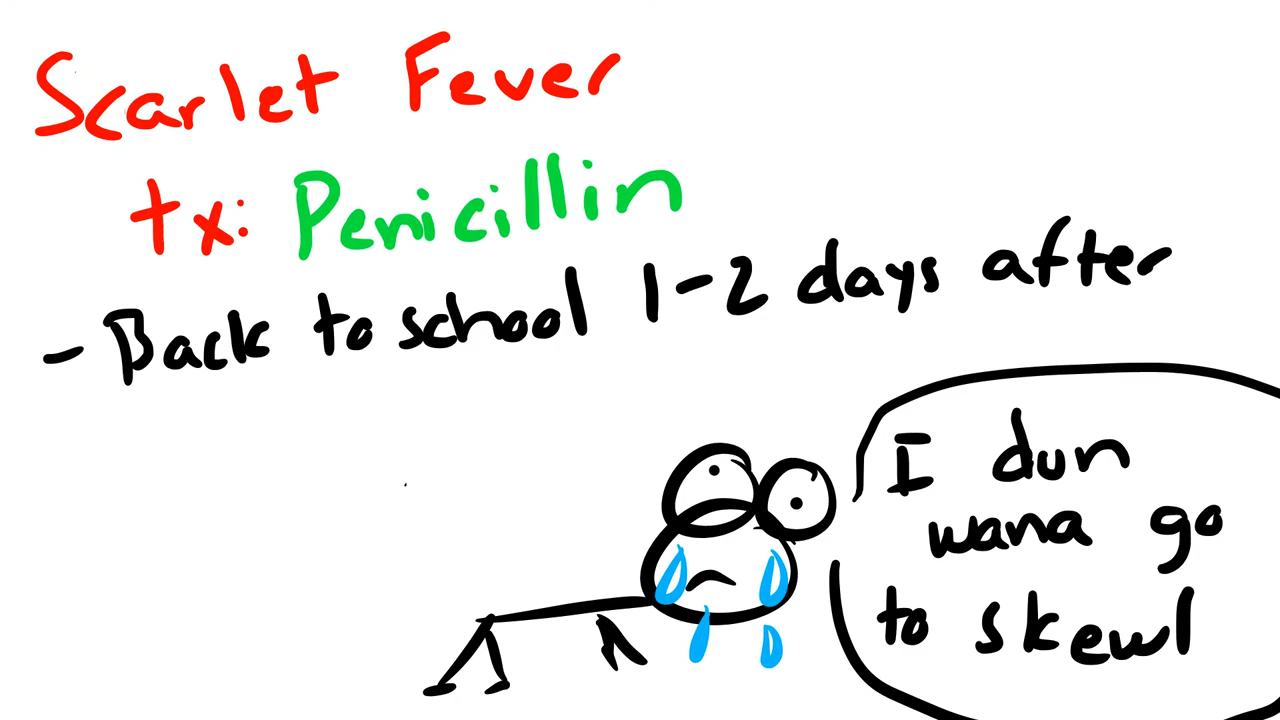 Scarlet Fever
tx: Penicillin
- Back to school 1-2 days after
I dun
wana go
to skewl